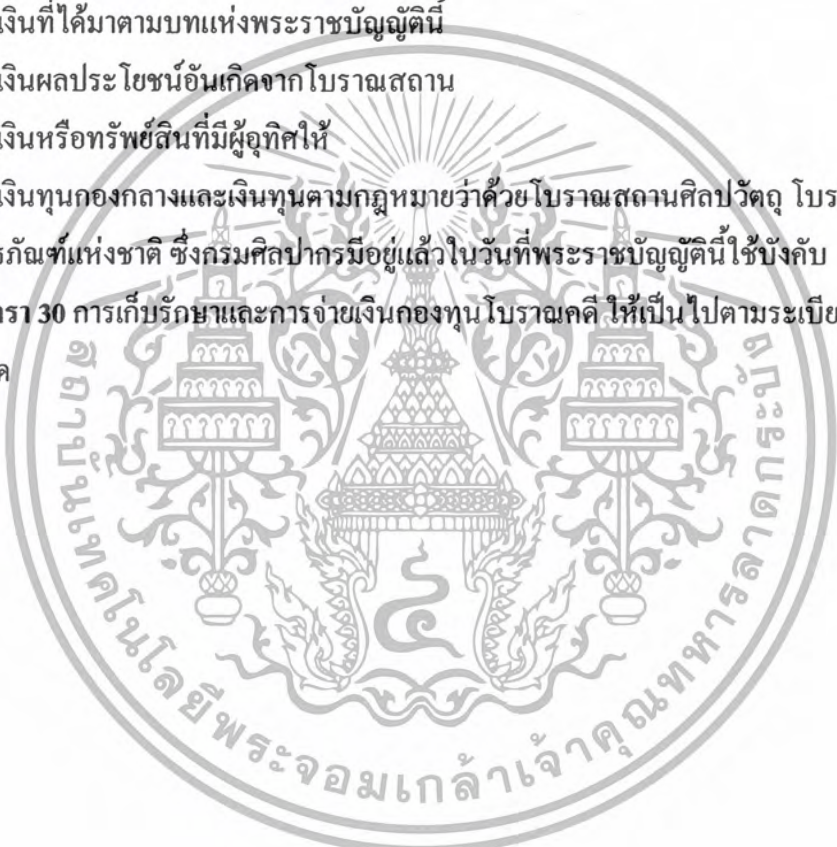 เงินที่ได้มาตามบทแห่งพระราชบัญญัตินี้
เงินผลประโยชน์อันเกิดจากโบราณสถาน
เงินหรือทรัพย์สินที่มีผู้อุทิศให้
เงินทุนกองกลางและเงินทุนตามกฎหมายว่าด้วยโบราณสถานศิลปวัตถุ โบร
รภัณฑ์แห่งชาติ ซึ่งกรมศิลปากรมีอยู่แล้วในวันที่พระราชบัญญัตินี้ใช้บังคับ
ตรา 30 การเก็บรักษาและการจ่ายเงินกองทุนโบราณคดี ให้เป็นไปตามระเบีย
ด
สถาบันเทคโนโลยีพระจอมเกล้าเจ้าคุณทหารลาดกระบัง